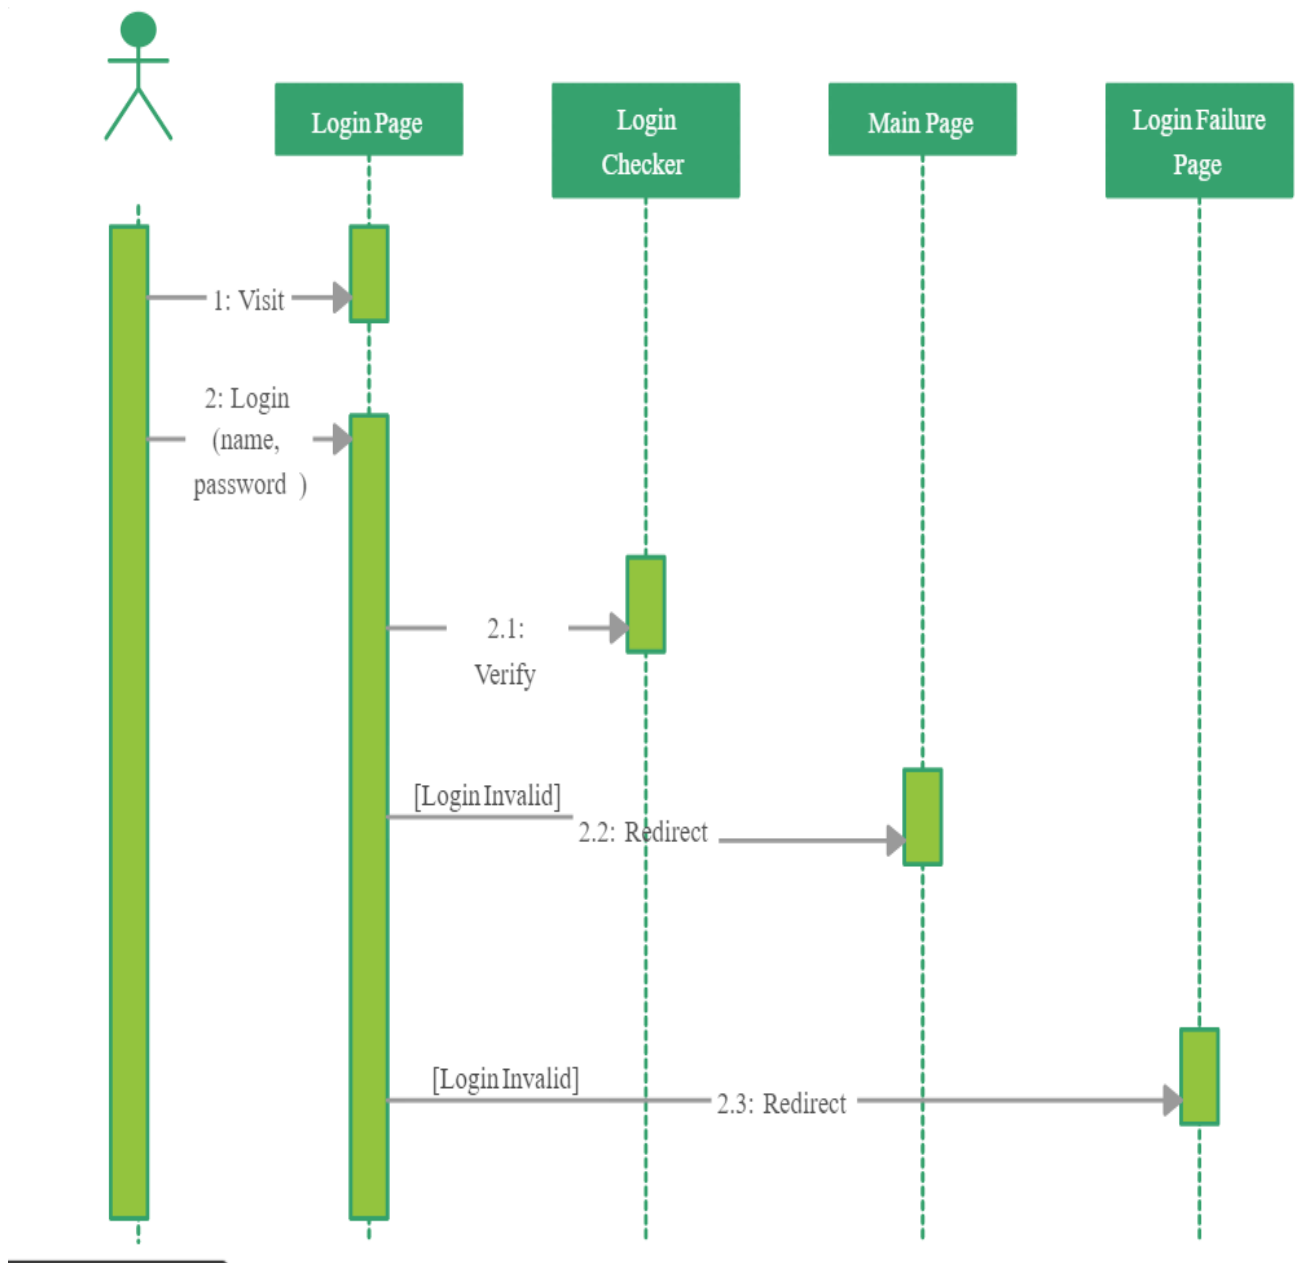 Login Page
Login
Checker
Main Page
Login Failure
Page
1: Visit
2: Login
(name,
password )
2.1:
Verify
[Login Invalid]
2.2: Redirect
[Login Invalid]
2.3: Redirect